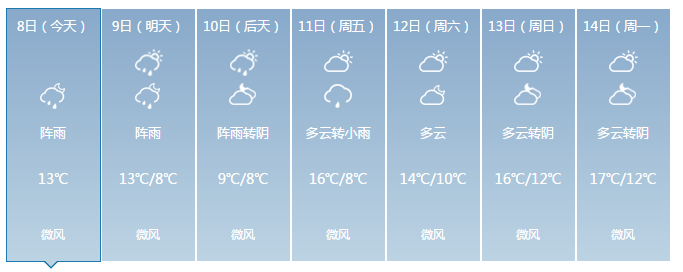 8日（今天）
9日（明天）
10日（后天）
11日（周五）
12日（周六）
13日（周日）
14日（周一）
阵雨
阵雨
阵雨转阴
多云转小雨
多云
多云转阴
多云转阴
13℃
13℃/8℃
9℃/8℃
16℃/8℃
14℃/10℃
16℃/12℃
17℃/12℃
微风
微风
微风
微风
微风
微风
微风